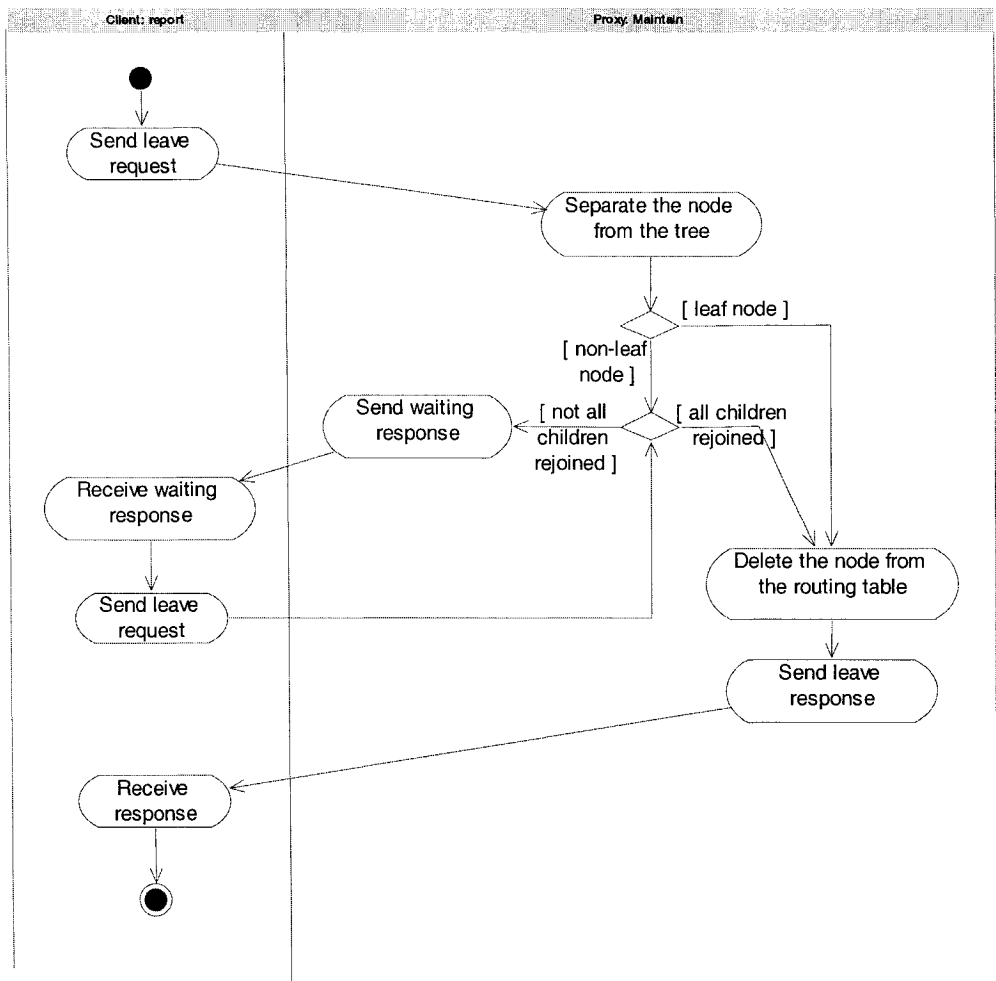 Client: report
Proxy. Maintain
Send leave
request
Separate the node
from the tree
[ leaf node ]
[ non-leaf
node ]
Send waiting
response
[ not all
children
rejoined ]
[ all children
rejoined ]
Receive waiting
response
Delete the node from
the routing table
Send leave
request
Send leave
response
Receive
response